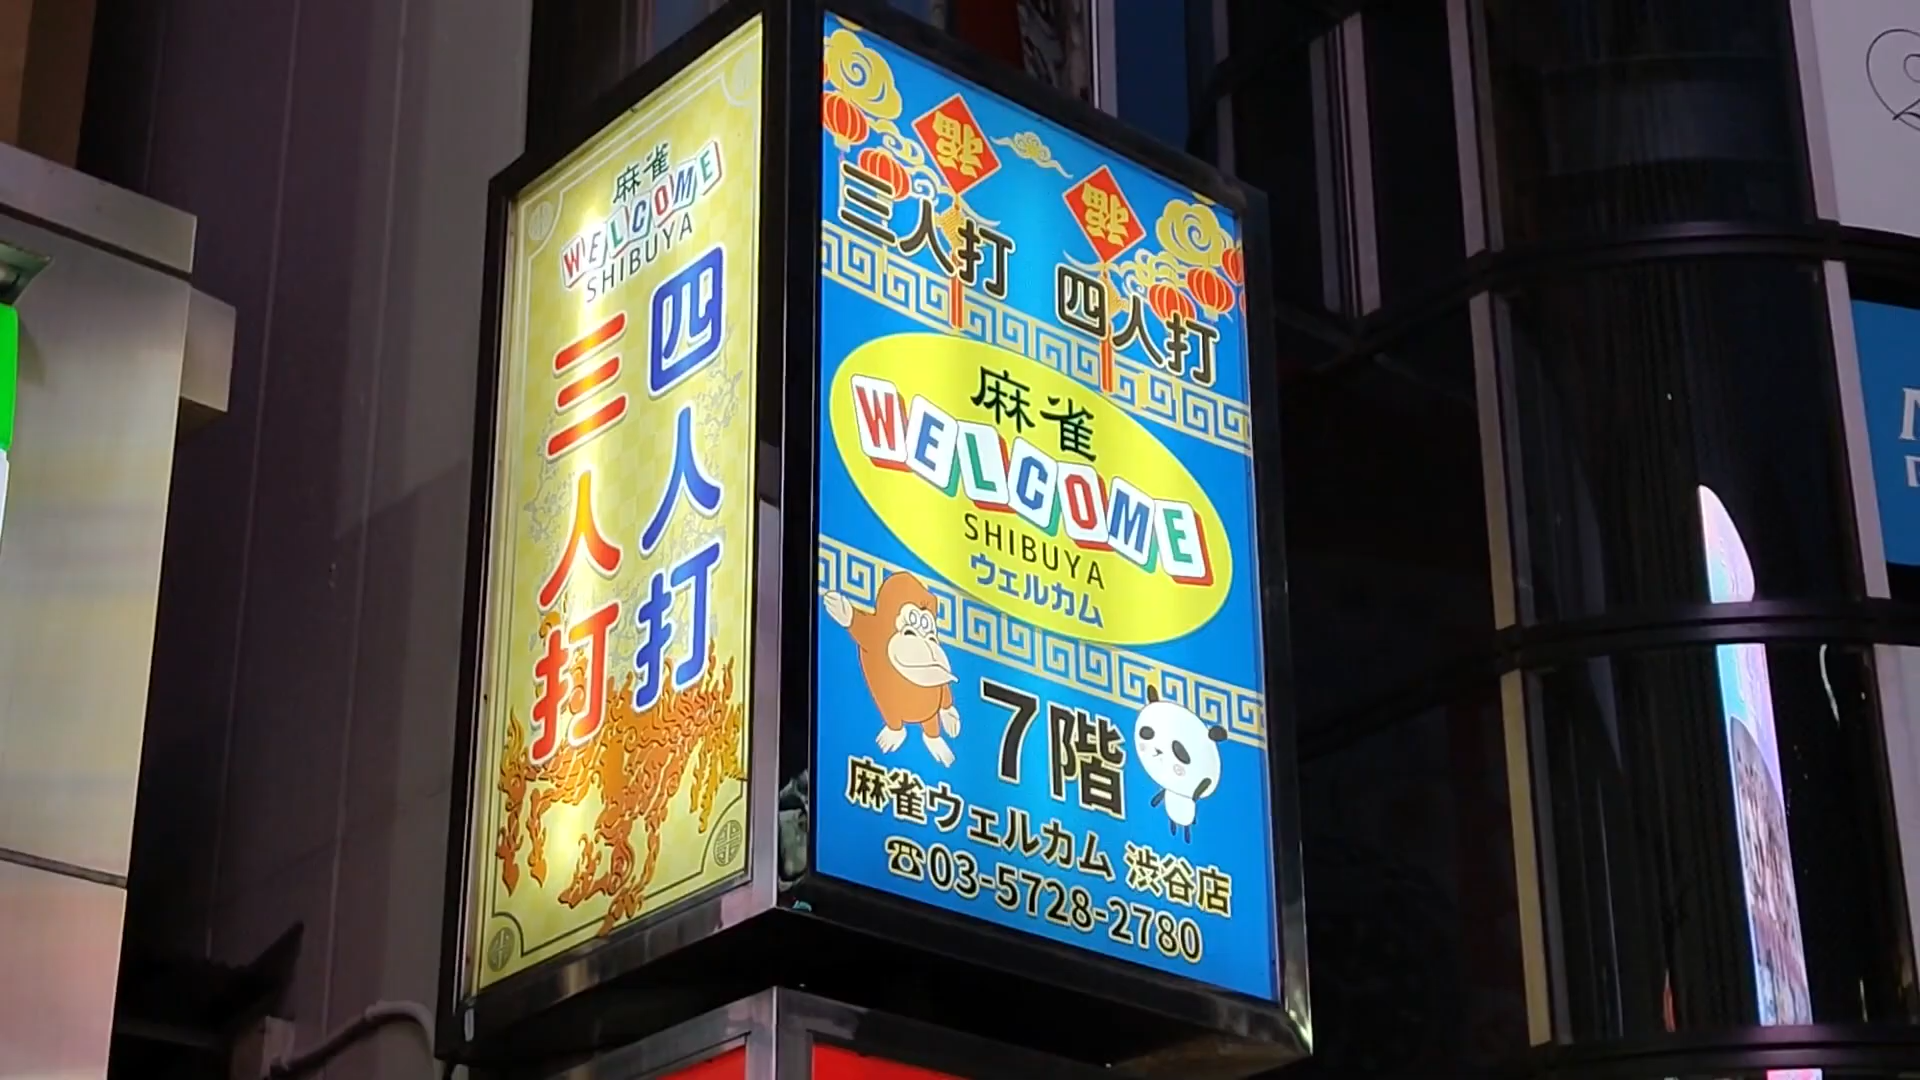 麻雀
WELCOME
SHIBUYA
四人打
三人打
福
福
三人打
四人打
麻雀
WELCOME
SHIBUYA
ウェルカム
7階
麻雀ウェルカム 渋谷店
☎03-5728-2780